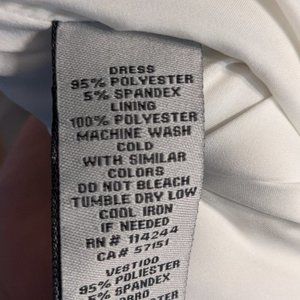 DRESS
95% POLYESTER
5% SPANDEX
LINING
100% POLYESTER
MACHINE WASH
COLD
WITH SIMILAR
COLORS
DO NOT BLEACH
TUMBLE DRY LOW
COOL IRON
IF NEEDED
RN# 114244
CA# 57151
VESTIDO
95% POLIESTER
5% SPANDEX